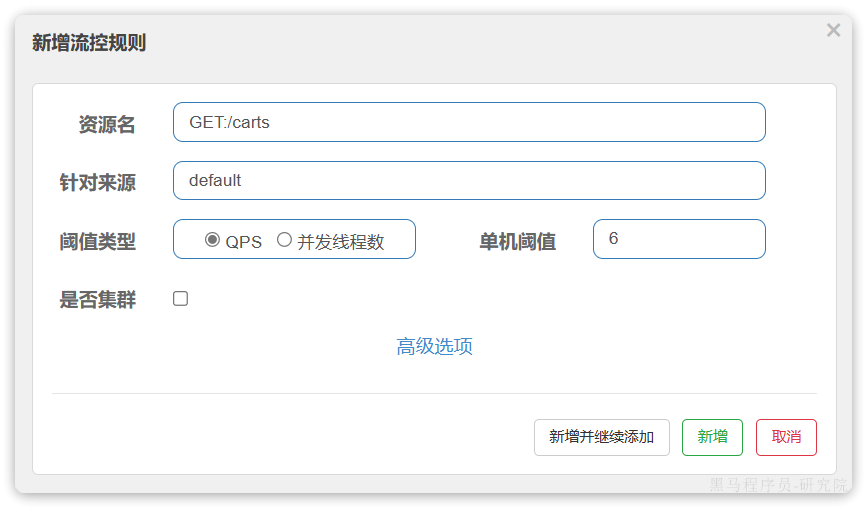 新增流控规则
×
资源名 GET:/carts
针对来源 default
阈值类型 QPS 并发线程数 单机阈值 6
是否集群
高级选项
新增并继续添加 新增 取消
黑马程序员-研究院